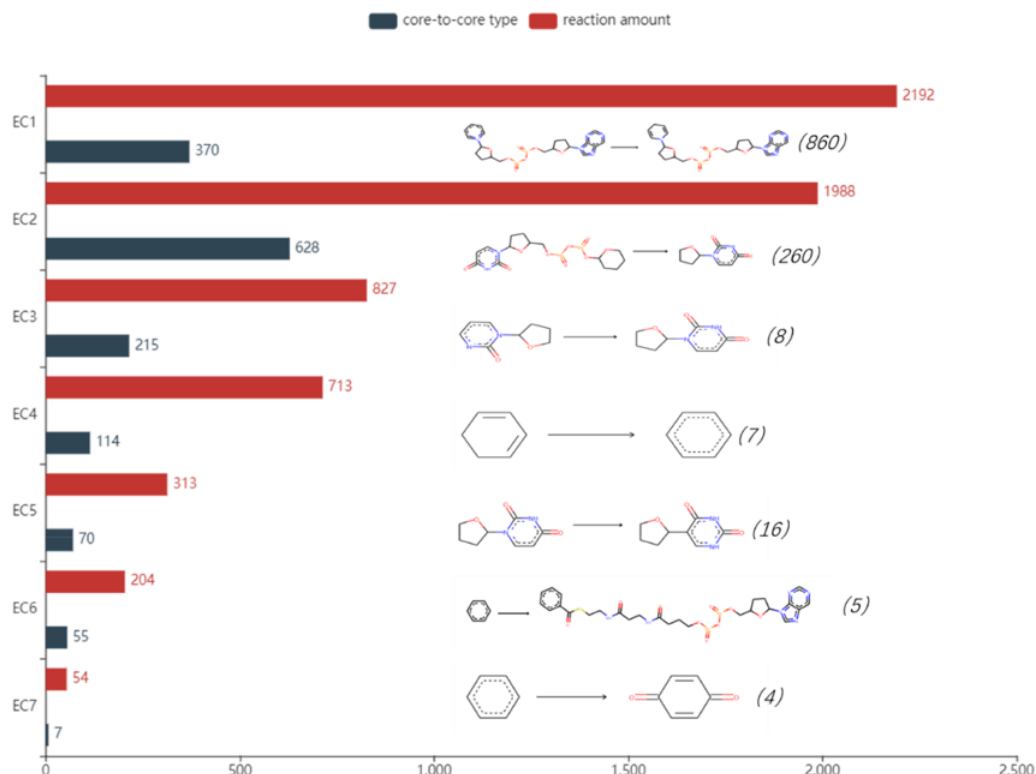 core-to-core type reaction amount
2192
EC1
370
(860)
1988
EC2
628
(260)
827
EC3
215
(8)
713
EC4
114
(7)
313
EC5
70
(16)
204
EC6
55
(5)
54
EC7
7
(4)
0 500 1,000 1,500 2,000 2,500